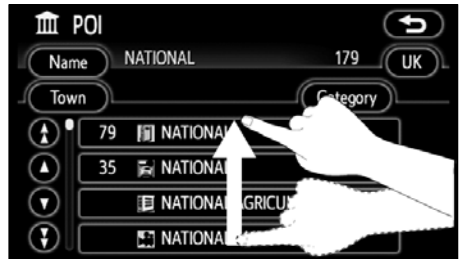 POI
Name NATIONAL 179 UK
Town Category
79 NATIONAL
35 NATIONAL
NATIONAL AGRICU
NATIONAL